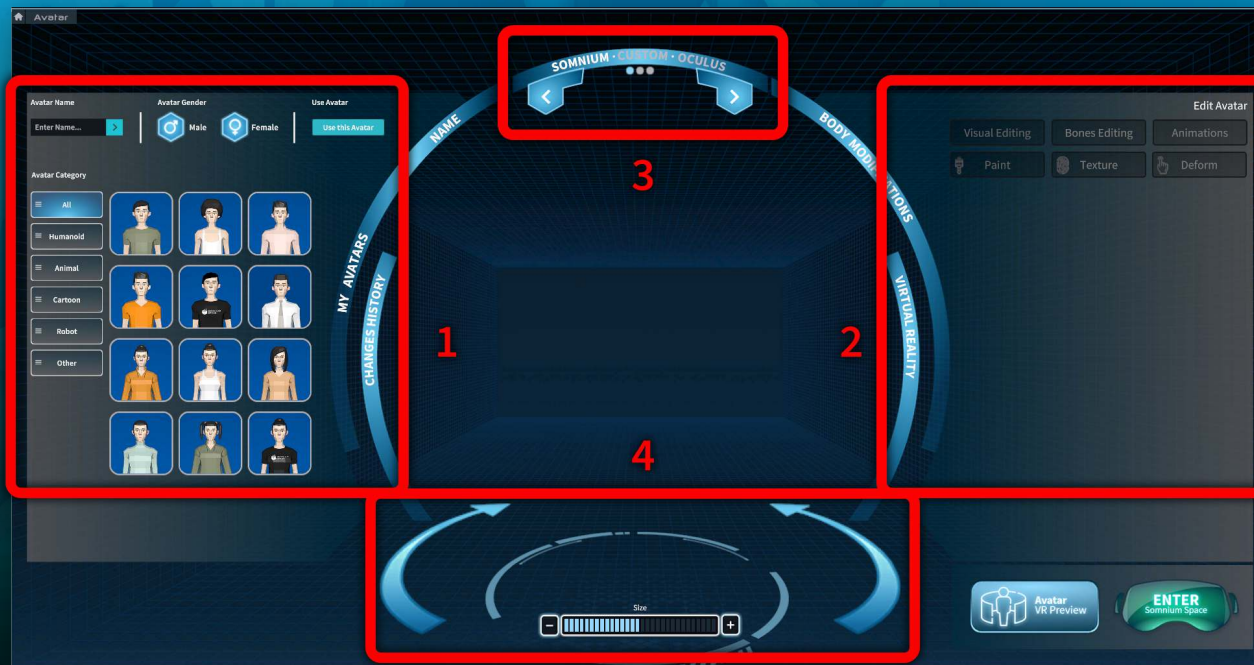 Avatar
SOMNIUM · CUSTOM · OCULUS
Avatar Name
Avatar Gender
Use Avatar
Enter Name...
Male
Female
Use this Avatar
NAME
BODY MODIFICATIONS
Edit Avatar
Visual Editing
Bones Editing
Animations
Paint
Texture
Deform
3
Avatar Category
All
Humanoid
Animal
Cartoon
Robot
Other
MY AVATARS
CHANGES HISTORY
VIRTUAL REALITY
1
2
4
Size
Avatar
VR Preview
ENTER
Somnium Space